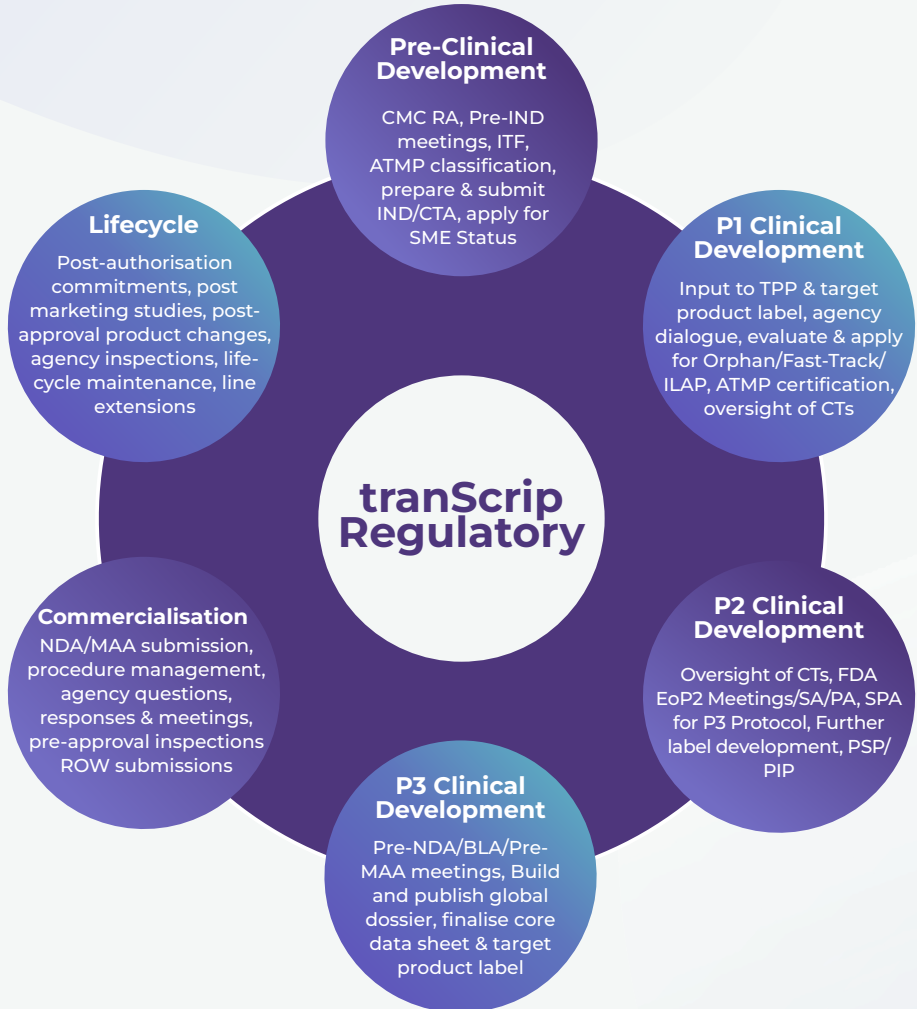 Pre-Clinical
Development
CMC RA, Pre-IND
meetings, ITF,
ATMP classification,
prepare & submit
IND/CTA, apply for
SME Status
P1 Clinical
Development
Input to TPP & target
product label, agency
dialogue, evaluate & apply
for Orphan/Fast-Track/
ILAP, ATMP certification,
oversight of CTs
P2 Clinical
Development
Oversight of CTs, FDA
EoP2 Meetings/SA/PA, SPA
for P3 Protocol, Further
label development, PSP/
PIP
P3 Clinical
Development
Pre-NDA/BLA/Pre-
MAA meetings, Build
and publish global
dossier, finalise core
data sheet & target
product label
Commercialisation
NDA/MAA submission,
procedure management,
agency questions,
responses & meetings,
pre-approval inspections
ROW submissions
Lifecycle
Post-authorisation
commitments, post
marketing studies, post-
approval product changes,
agency inspections, life-
cycle maintenance, line
extensions
tranScrip
Regulatory